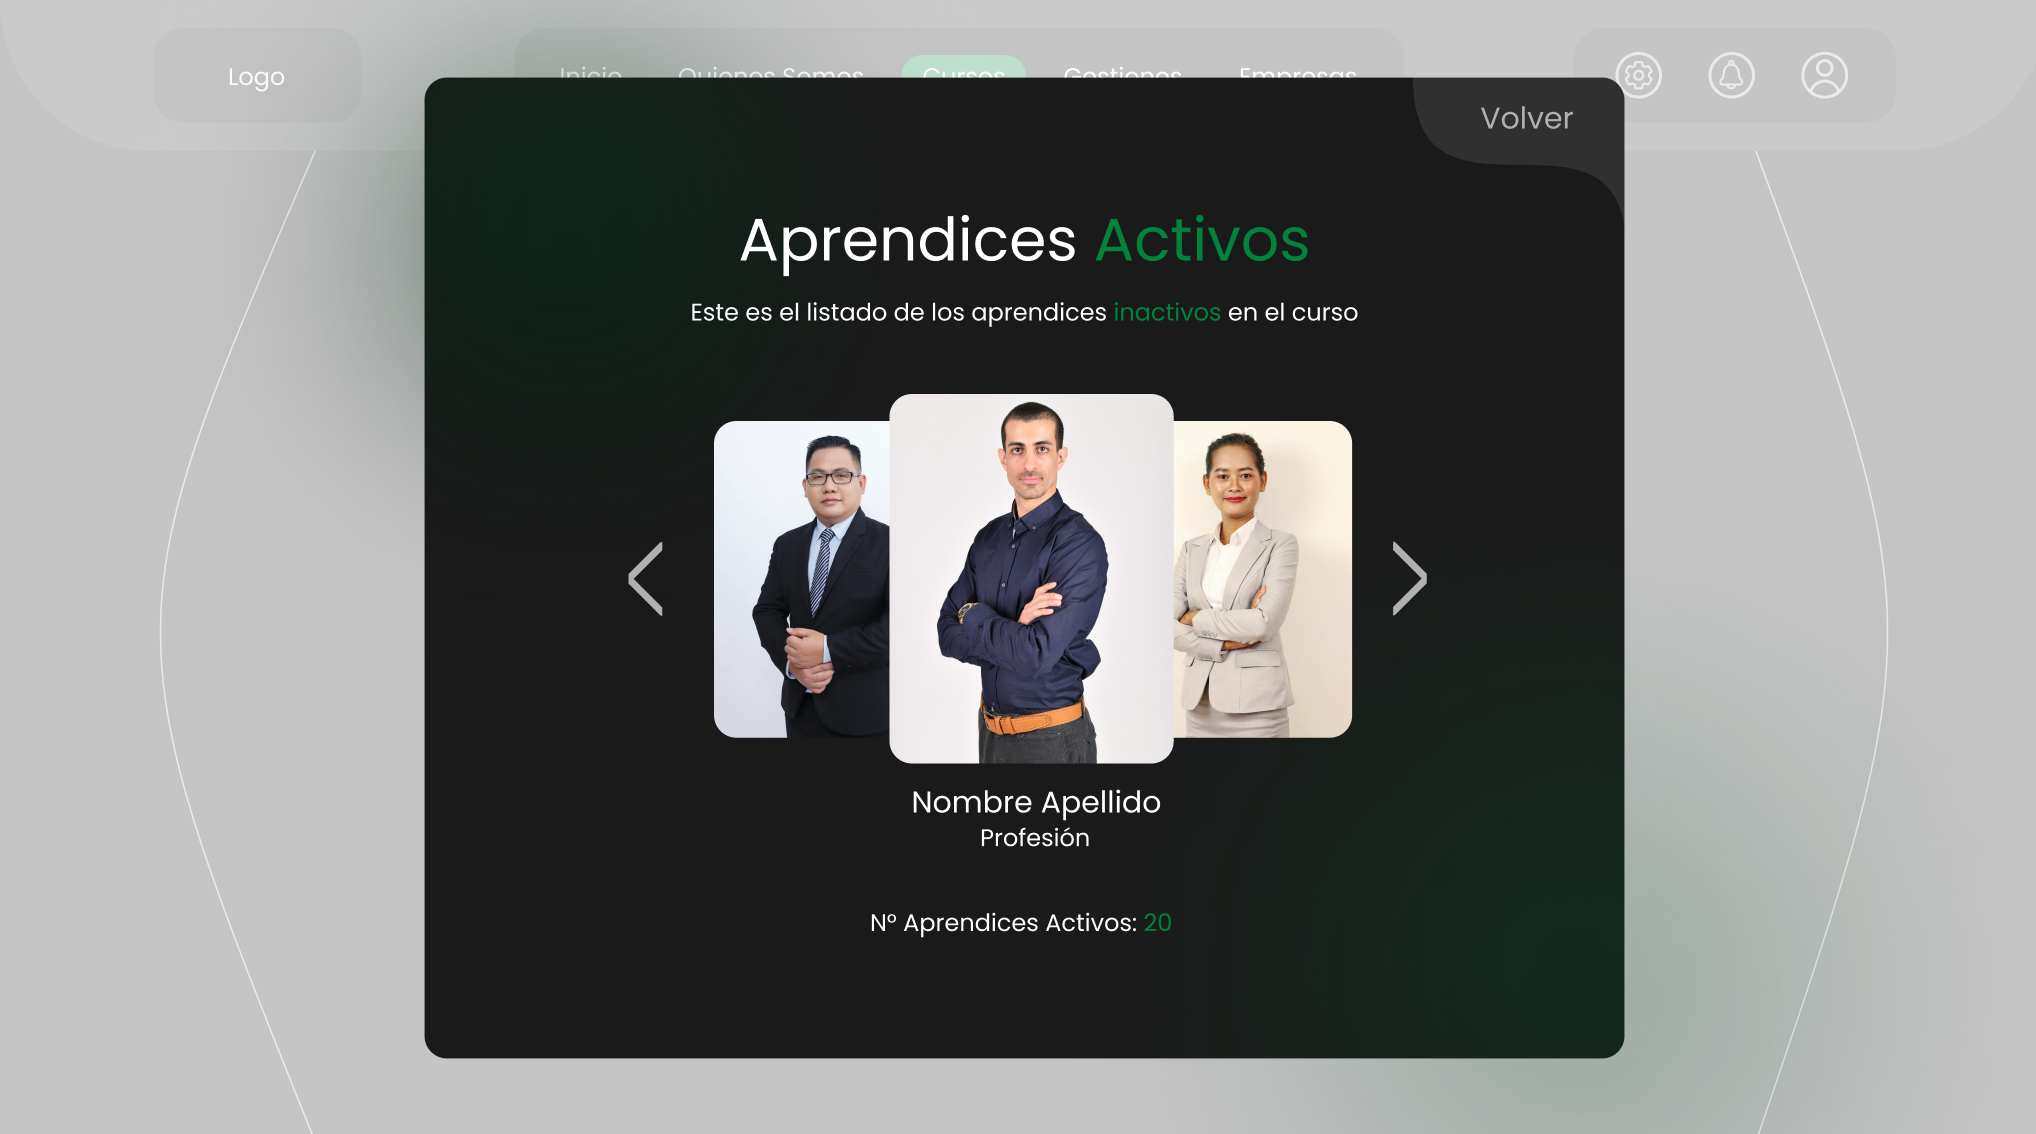 Logo
Inicio
Quienes Somos
Cursos
Gestiones
Empresas
Volver
Aprendices Activos
Este es el listado de los aprendices inactivos en el curso
Nombre Apellido
Profesión
Nº Aprendices Activos: 20